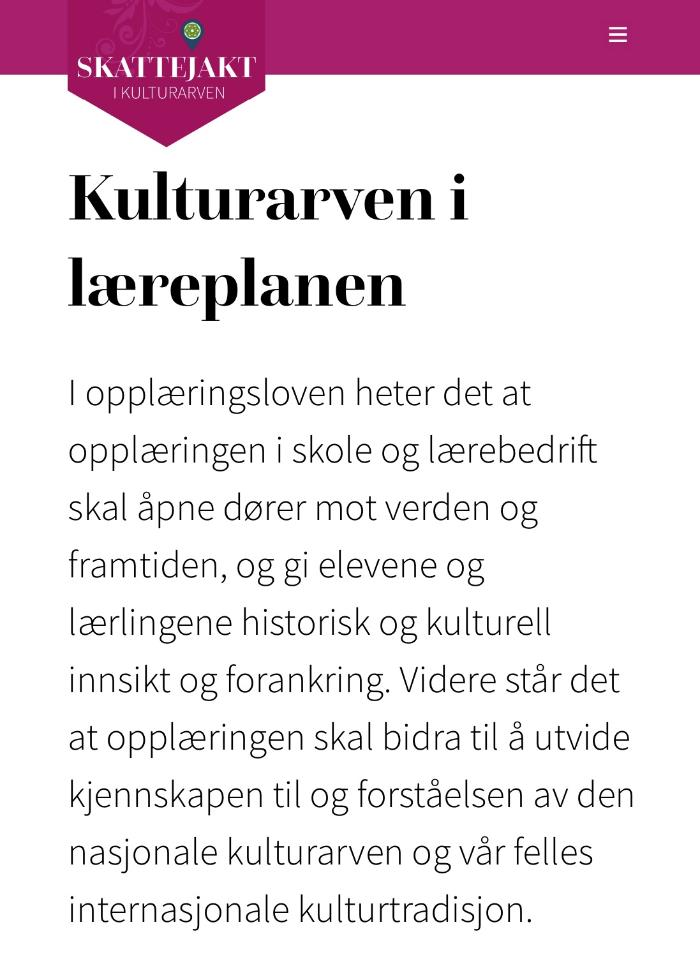 SKATTEJAKT
I KULTURARVEN
Kulturarven i
læreplanen
I opplæringsloven heter det at
opplæringen i skole og lærebedrift
skal åpne dører mot verden og
framtiden, og gi elevene og
lærlingene historisk og kulturell
innsikt og forankring. Videre står det
at opplæringen skal bidra til å utvide
kjennskapen til og forståelsen av den
nasjonale kulturarven og vår felles
internasjonale kulturtradisjon.